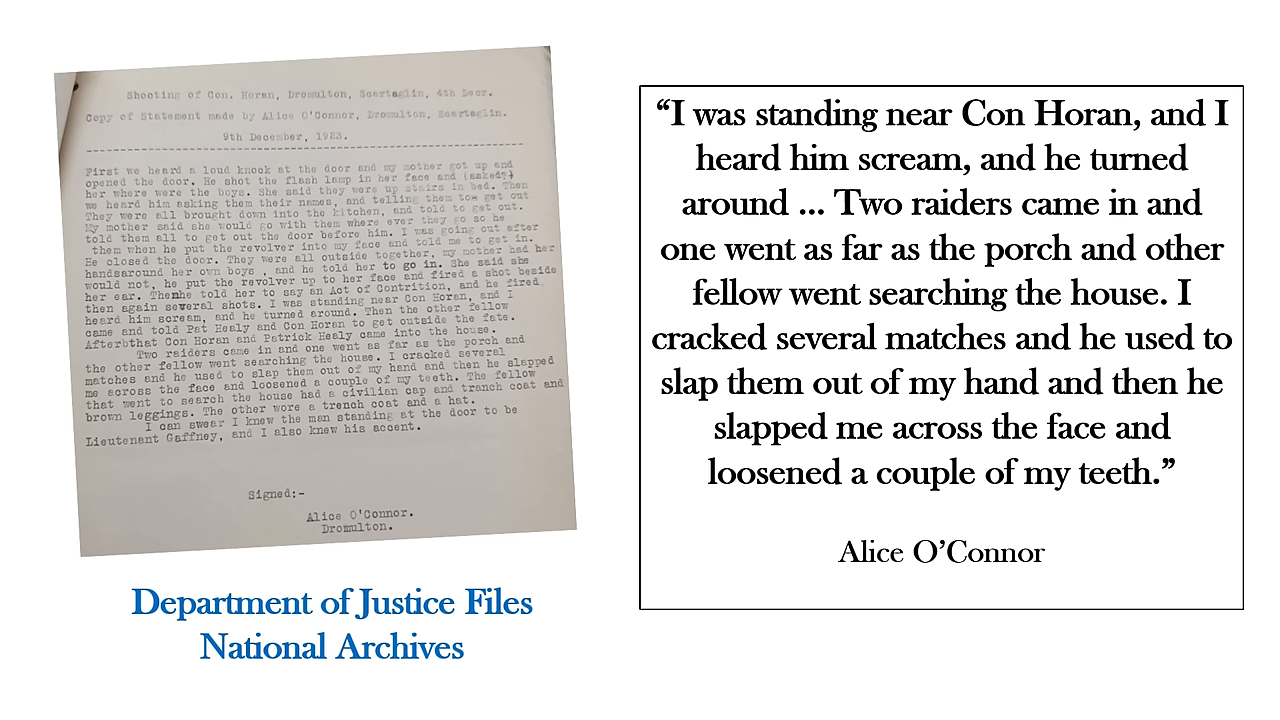 Shooting of Con. Horan, Dromulton, Scartaglin, 4th Decr.
Copy of Statement made by Alice O'Connor, Dromulton, Scartaglin.
9th December, 1923.
First we heard a loud knock at the door and my mother got up and
opened the door. He shot the flash lamp in her face and (asked?)
her where were the boys. She said they were up stairs in bed. Then
we heard him asking them their names, and telling them to get out
They were all brought down into the kitchen, and told to get out.
My mother said she would go with them where ever they go so he
told them all to get out the door before him. I was going out after
them when he put the revolver into my face and told me to get in.
He closed the door. They were all outside together, my mother had her
handsaround her own boys , and he told her to go in. She said she
would not, he put the revolver up to her face and fired a shot beside
her ear. Then he told her to say an Act of Contrition, and he fired
then again several shots. I was standing near Con Horan, and I
heard him scream, and he turned around. Then the other fellow
came and told Pat Healy and Con Horan to get outside the fate.
Afterbthat Con Horan and Patrick Healy came into the house.
Two raiders came in and one went as far as the porch and
the other fellow went searching the house. I cracked several
matches and he used to slap them out of my hand and then he slapped
me across the face and loosened a couple of my teeth. The fellow
that went to search the house had a civilian cap and tranch coat and
brown leggings. The other wore a trench coat and a hat.
I can swear I knew the man standing at the door to be
Lieutenant Gaffney, and I also knew his accent.
Signed:-
Alice O'Connor.
Dromulton.
Department of Justice Files
National Archives
“I was standing near Con Horan, and I
heard him scream, and he turned
around ... Two raiders came in and
one went as far as the porch and other
fellow went searching the house. I
cracked several matches and he used to
slap them out of my hand and then he
slapped me across the face and
loosened a couple of my teeth.”
Alice O’Connor